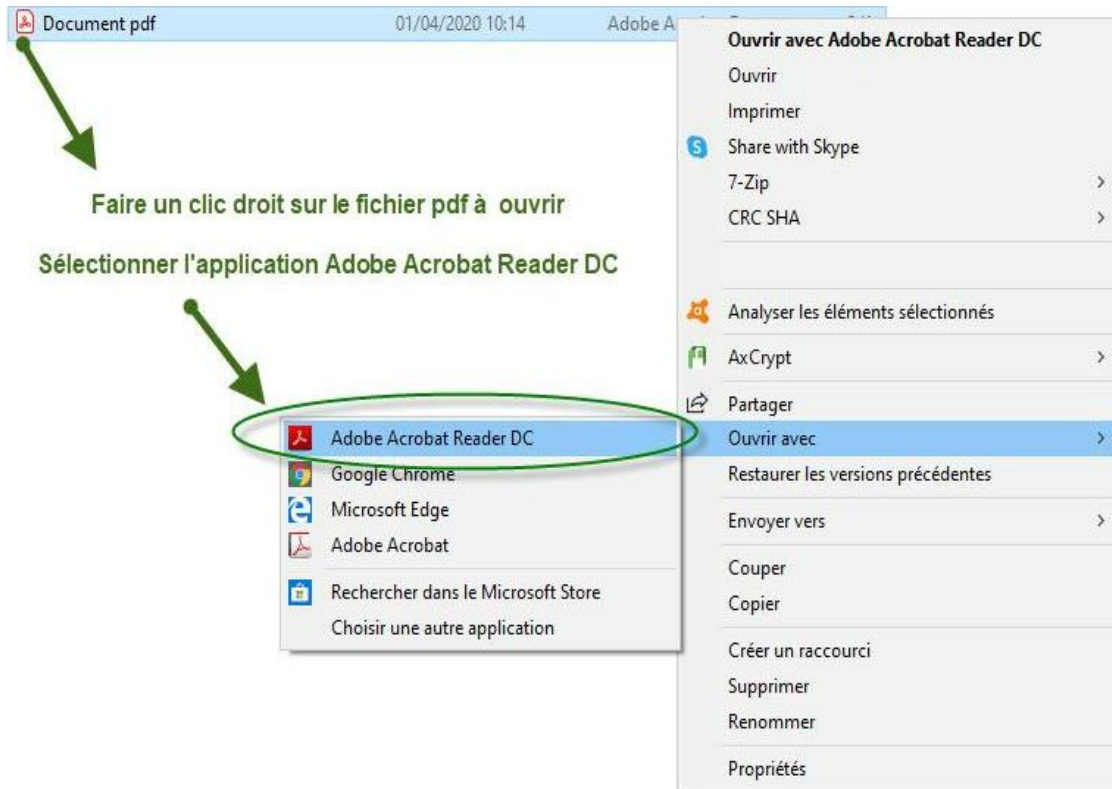 Document pdf 01/04/2020 10:14 Adobe A
Ouvrir avec Adobe Acrobat Reader DC
Ouvrir
Imprimer
Share with Skype
7-Zip
CRC SHA
Analyser les éléments sélectionnés
AxCrypt
Partager
Ouvrir avec
Restaurer les versions précédentes
Envoyer vers
Couper
Copier
Créer un raccourci
Supprimer
Renommer
Propriétés
Faire un clic droit sur le fichier pdf à ouvrir
Sélectionner l'application Adobe Acrobat Reader DC
Adobe Acrobat Reader DC
Google Chrome
Microsoft Edge
Adobe Acrobat
Rechercher dans le Microsoft Store
Choisir une autre application